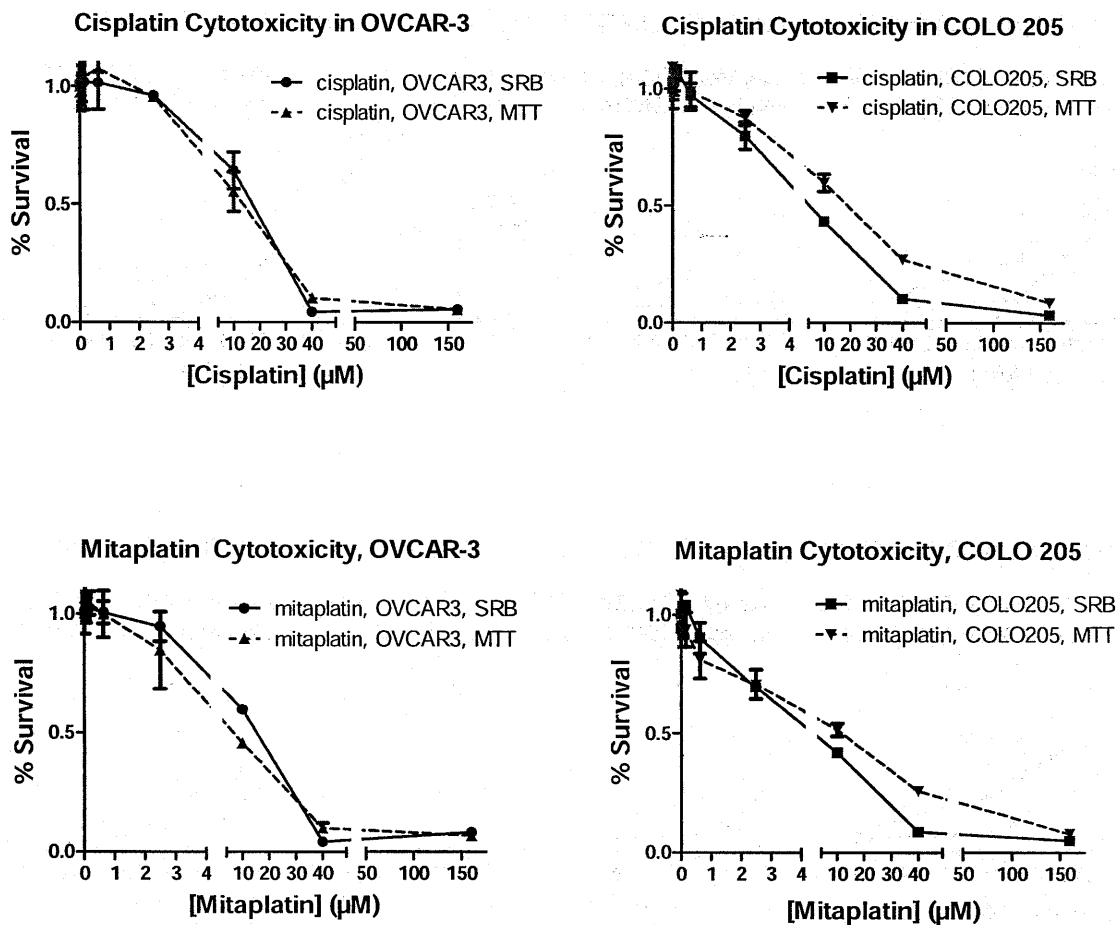 Cisplatin Cytotoxicity in OVCAR-3
cisplatin, OVCAR3, SRB
cisplatin, OVCAR3, MTT
% Survival
1.0
0.5
0.0
0 1 2 3 4 10 20 30 40 50 100 150
[Cisplatin] (µM)
Cisplatin Cytotoxicity in COLO 205
cisplatin, COLO205, SRB
cisplatin, COLO205, MTT
% Survival
1.0
0.5
0.0
0 1 2 3 4 10 20 30 40 50 100 150
[Cisplatin] (µM)
Mitaplatin Cytotoxicity, OVCAR-3
mitaplatin, OVCAR3, SRB
mitaplatin, OVCAR3, MTT
% Survival
1.0
0.5
0.0
0 1 2 3 4 10 20 30 40 50 100 150
[Mitaplatin] (µM)
Mitaplatin Cytotoxicity, COLO 205
mitaplatin, COLO205, SRB
mitaplatin, COLO205, MTT
% Survival
1.0
0.5
0.0
0 1 2 3 4 10 20 30 40 50 100 150
[Mitaplatin] (µM)